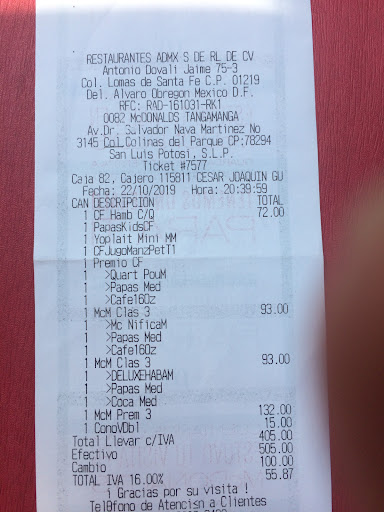 RESTAURANTES ADMX S DE RL DE CV
Antonio Dovali Jaime 75-3
Col. Lomas de Santa Fe C.P. 01219
Del. Alvaro Obregon Mexico D.F.
RFC: RAD-161031-RK1
0082 McDONALDS TANGAMANGA
Av.Dr. Salvador Nava Martinez No
3145 Col.Colinas del Parque CP:78294
San Luis Potosi, S.L.P.
Ticket #7577
Caja 82, Cajero 115811 CESAR JOAQUIN GU
Fecha: 22/10/2019 Hora: 20:39:59
CAN DESCRIPCION TOTAL
1 CF Hamb C/Q 72.00
1 PapasKidsCF
1 Yoplait Mini MM
1 CFJugoManzPetT1
1 Premio CF
1 >Quart PouM
1 >Papas Med
1 >Cafe16Oz
1 McM Clas 3 93.00
1 >Mc NificaM
1 >Papas Med
1 >Cafe16Oz
1 McM Clas 3 93.00
1 >DELUXEHABAM
1 >Papas Med
1 >Coca Med
1 McM Prem 3 132.00
1 ConoVDbl 15.00
Total Llevar c/IVA 405.00
Efectivo 505.00
Cambio 100.00
TOTAL IVA 16.00% 55.87
¡ Gracias por su visita !
Teléfono de Atención a Clientes